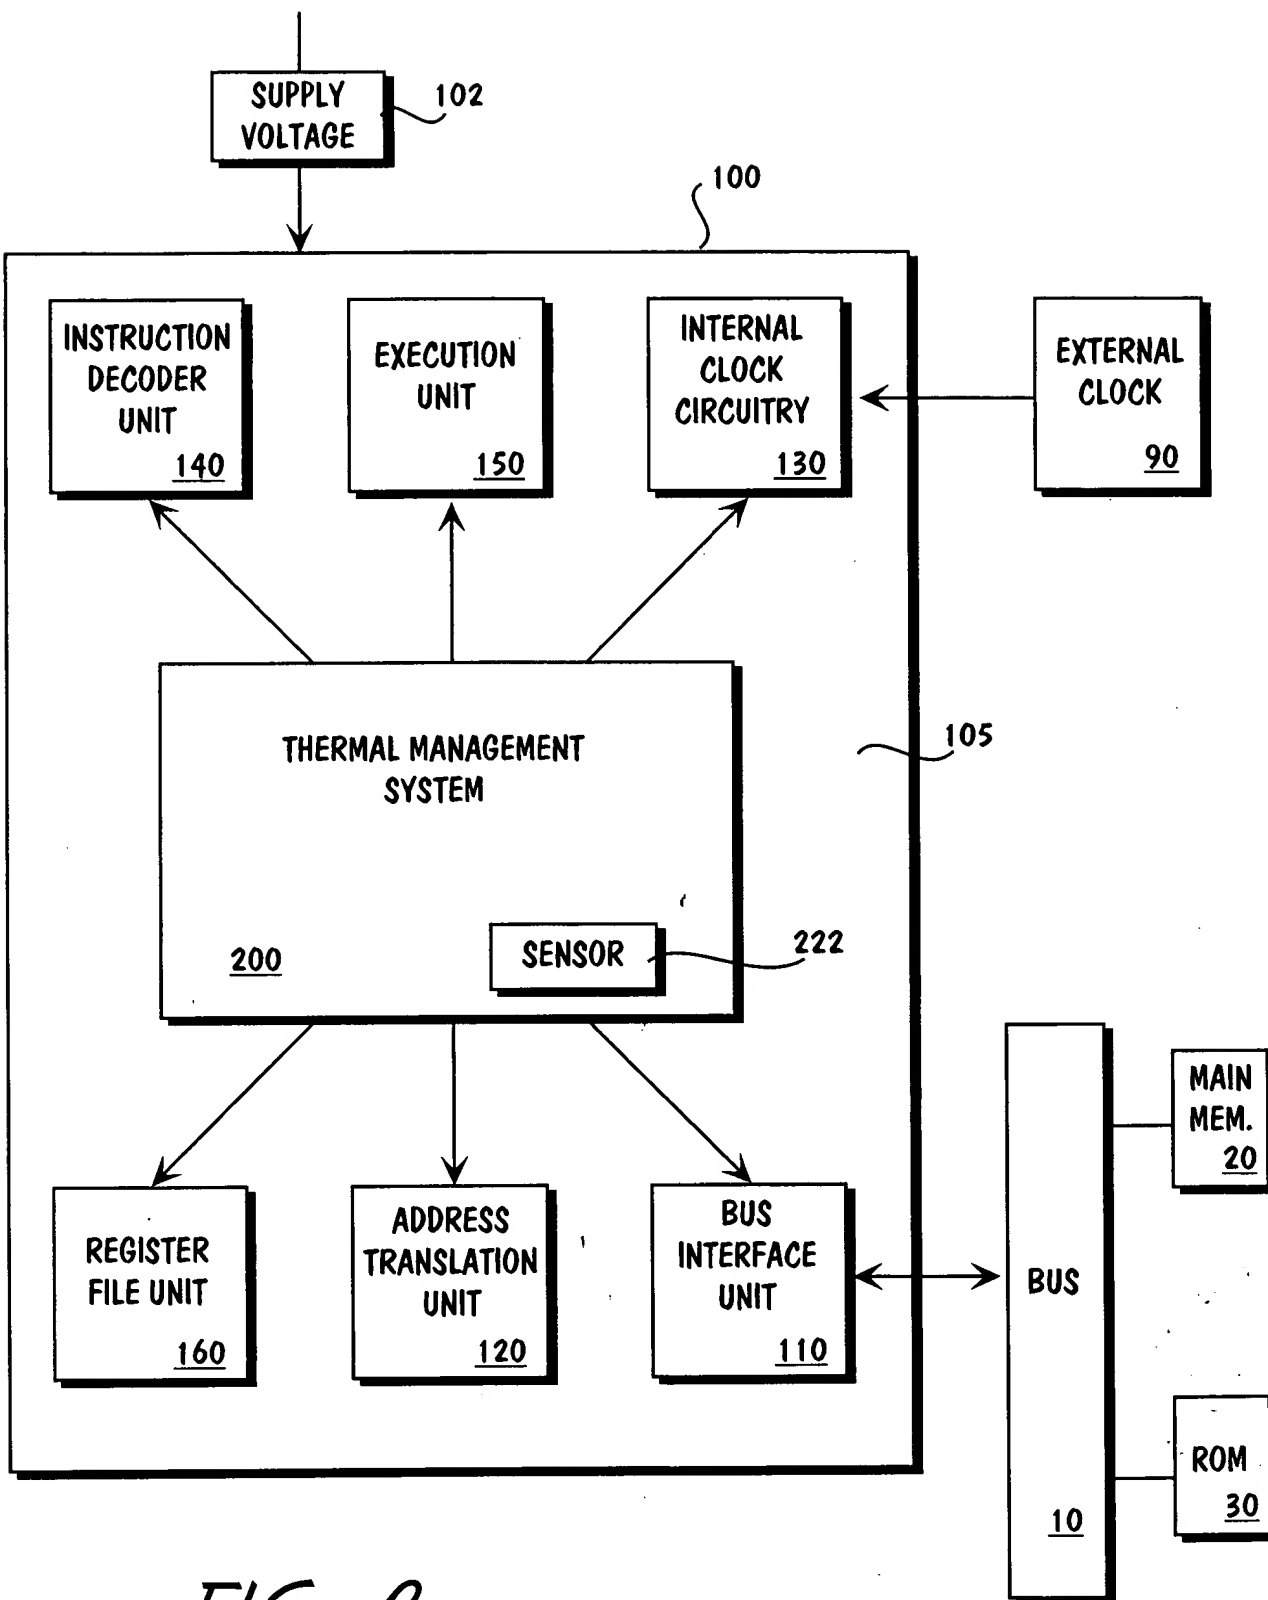 SUPPLY
VOLTAGE
102
100
INSTRUCTION
DECODER
UNIT
140
EXECUTION
UNIT
150
INTERNAL
CLOCK
CIRCUITRY
130
EXTERNAL
CLOCK
90
THERMAL MANAGEMENT
SYSTEM
105
200
SENSOR
222
REGISTER
FILE UNIT
160
ADDRESS
TRANSLATION
UNIT
120
BUS
INTERFACE
UNIT
110
BUS
10
MAIN
MEM.
20
ROM
30